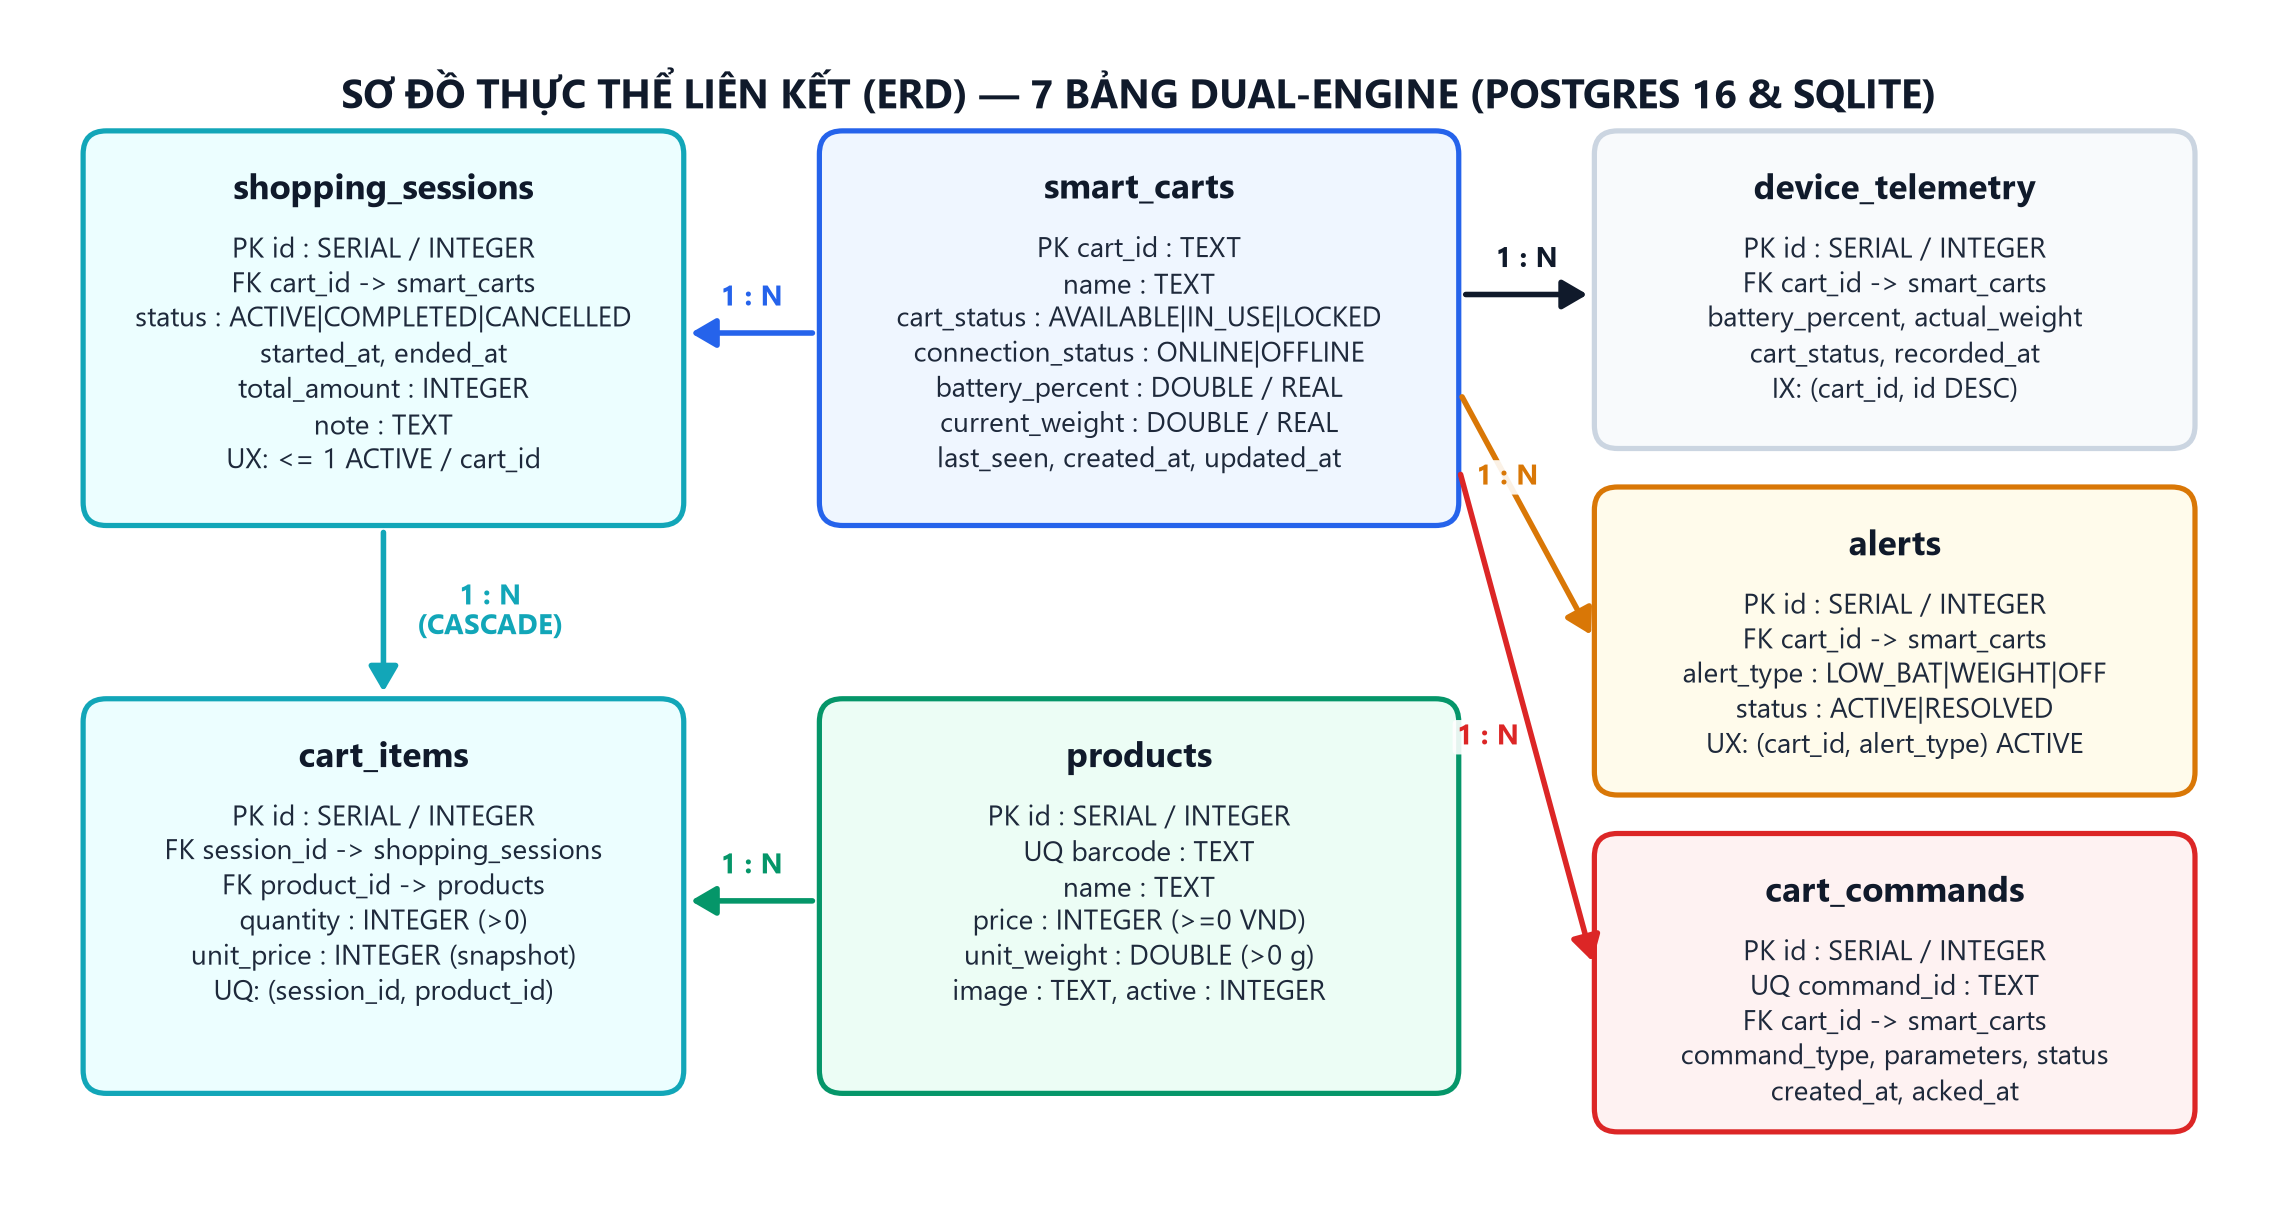 SƠ ĐỒ THỰC THỂ LIÊN KẾT (ERD) — 7 BẢNG DUAL-ENGINE (POSTGRES 16 & SQLITE)
shopping_sessions
PK id : SERIAL / INTEGER
FK cart_id -> smart_carts
status : ACTIVE|COMPLETED|CANCELLED
started_at, ended_at
total_amount : INTEGER
note : TEXT
UX: <= 1 ACTIVE / cart_id
1 : N
smart_carts
PK cart_id : TEXT
name : TEXT
cart_status : AVAILABLE|IN_USE|LOCKED
connection_status : ONLINE|OFFLINE
battery_percent : DOUBLE / REAL
current_weight : DOUBLE / REAL
last_seen, created_at, updated_at
1 : N
device_telemetry
PK id : SERIAL / INTEGER
FK cart_id -> smart_carts
battery_percent, actual_weight
cart_status, recorded_at
IX: (cart_id, id DESC)
1 : N
alerts
PK id : SERIAL / INTEGER
FK cart_id -> smart_carts
alert_type : LOW_BAT|WEIGHT|OFF
status : ACTIVE|RESOLVED
UX: (cart_id, alert_type) ACTIVE
1 : N
(CASCADE)
cart_items
PK id : SERIAL / INTEGER
FK session_id -> shopping_sessions
FK product_id -> products
quantity : INTEGER (>0)
unit_price : INTEGER (snapshot)
UQ: (session_id, product_id)
1 : N
products
PK id : SERIAL / INTEGER
UQ barcode : TEXT
name : TEXT
price : INTEGER (>=0 VND)
unit_weight : DOUBLE (>0 g)
image : TEXT, active : INTEGER
1 : N
cart_commands
PK id : SERIAL / INTEGER
UQ command_id : TEXT
FK cart_id -> smart_carts
command_type, parameters, status
created_at, acked_at